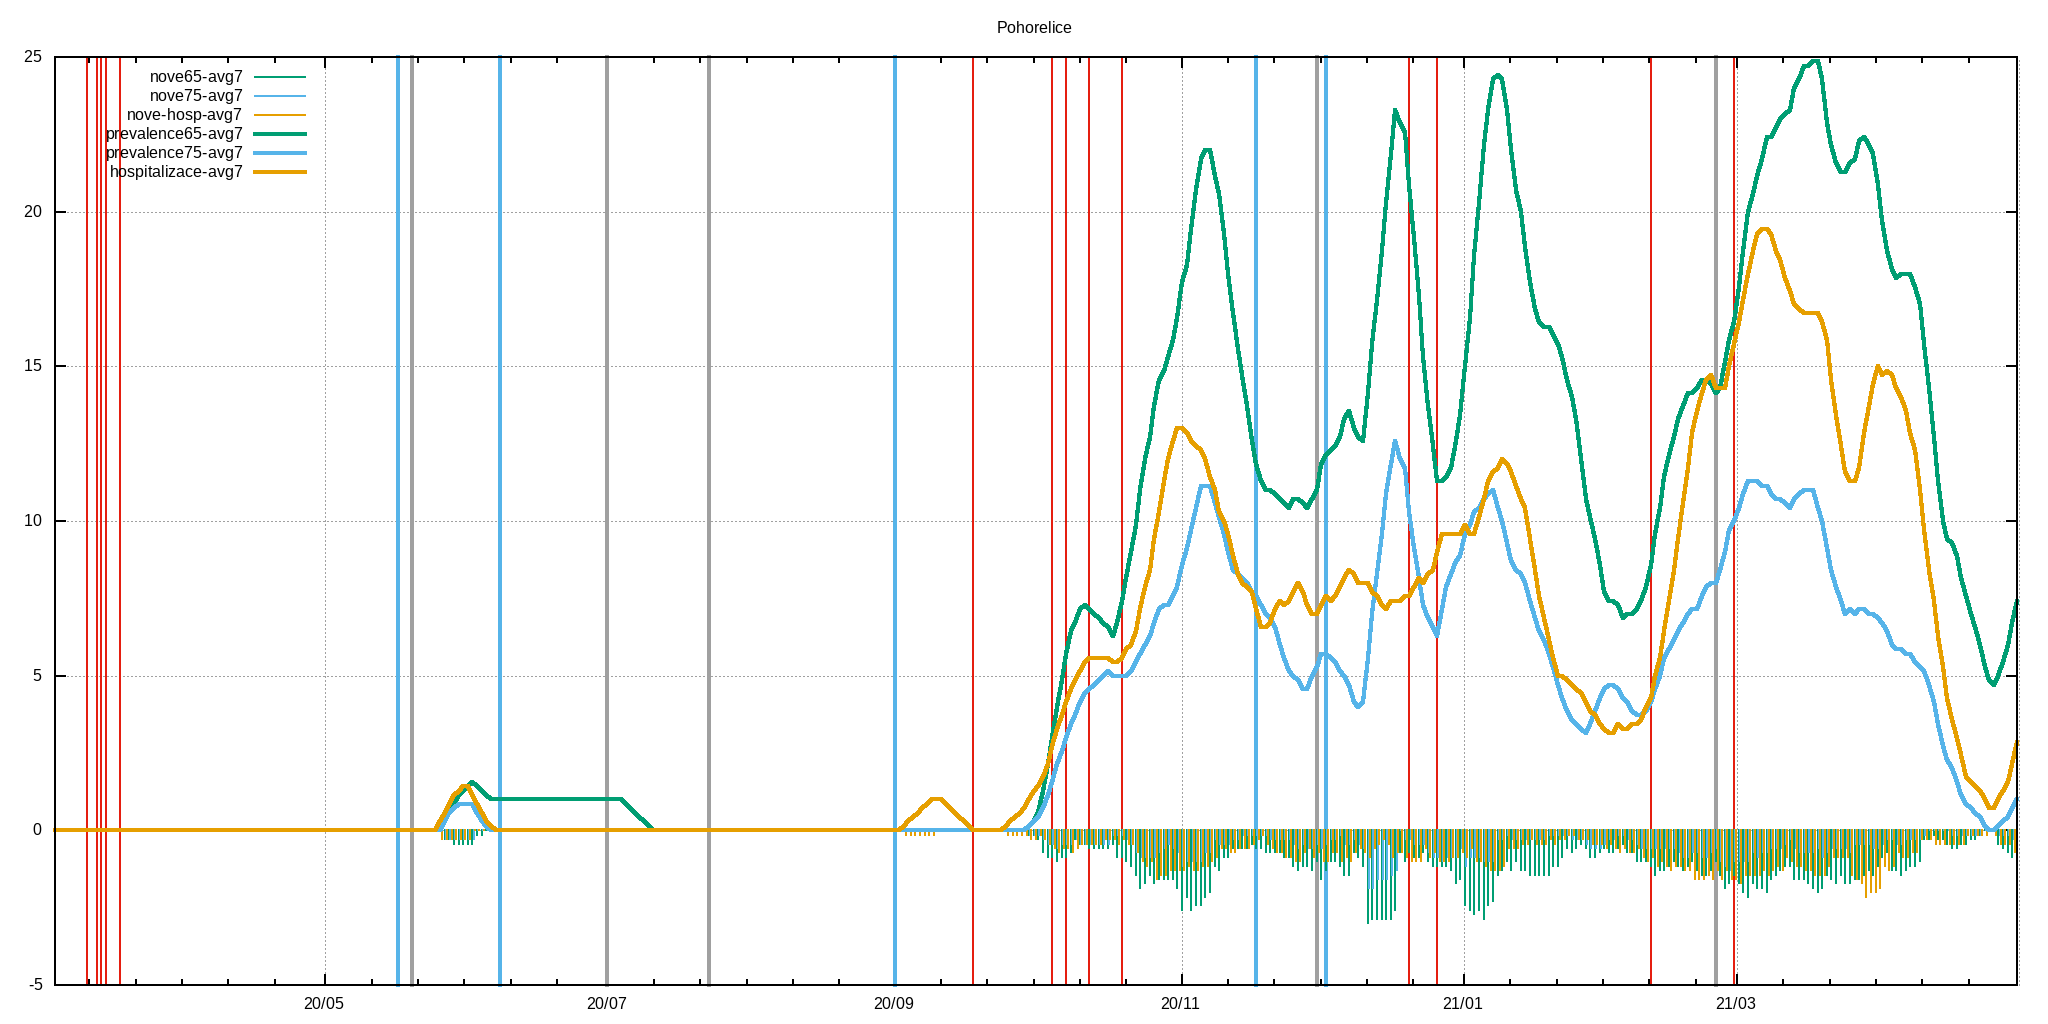 Pohorelice
25
nove65-avg7
nove75-avg7
nove-hosp-avg7
prevalence65-avg7
prevalence75-avg7
hospitalizace-avg7
20
15
10
5
0
-5
20/05 20/07 20/09 20/11 21/01 21/03